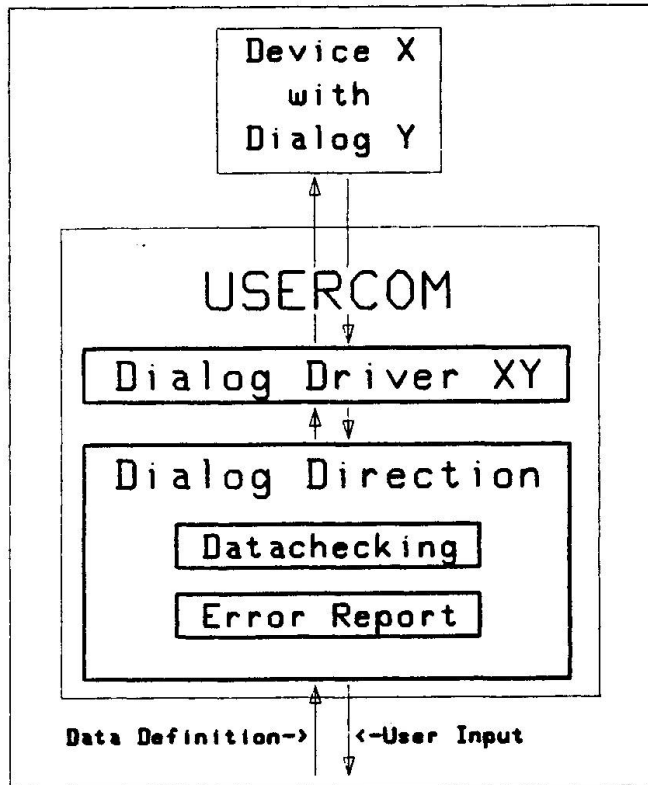 Device X
with
Dialog Y
USERCOM
Dialog Driver XY
Dialog Direction
Datachecking
Error Report
Data Definition-> <-User Input